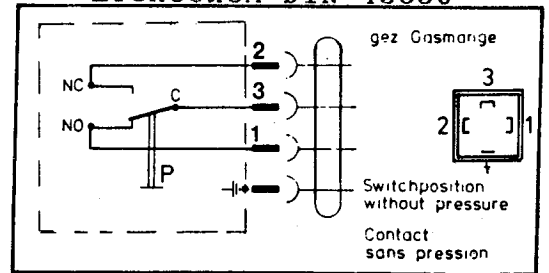 DIN 43650
gez Gasmange
NC
NO
C
P
2
3
1
3
2
1
Switchposition
without pressure
Contact
sans pression